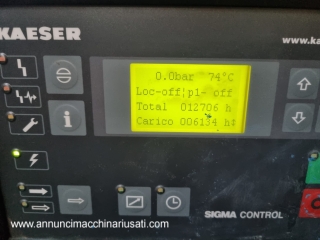 KAESER
www.ka
0.0bar 74°C
Loc-off¦p1- off
Total 012706 h
Carico 006134 h
SIGMA CONTROL
www.annuncimacchinariusati.com